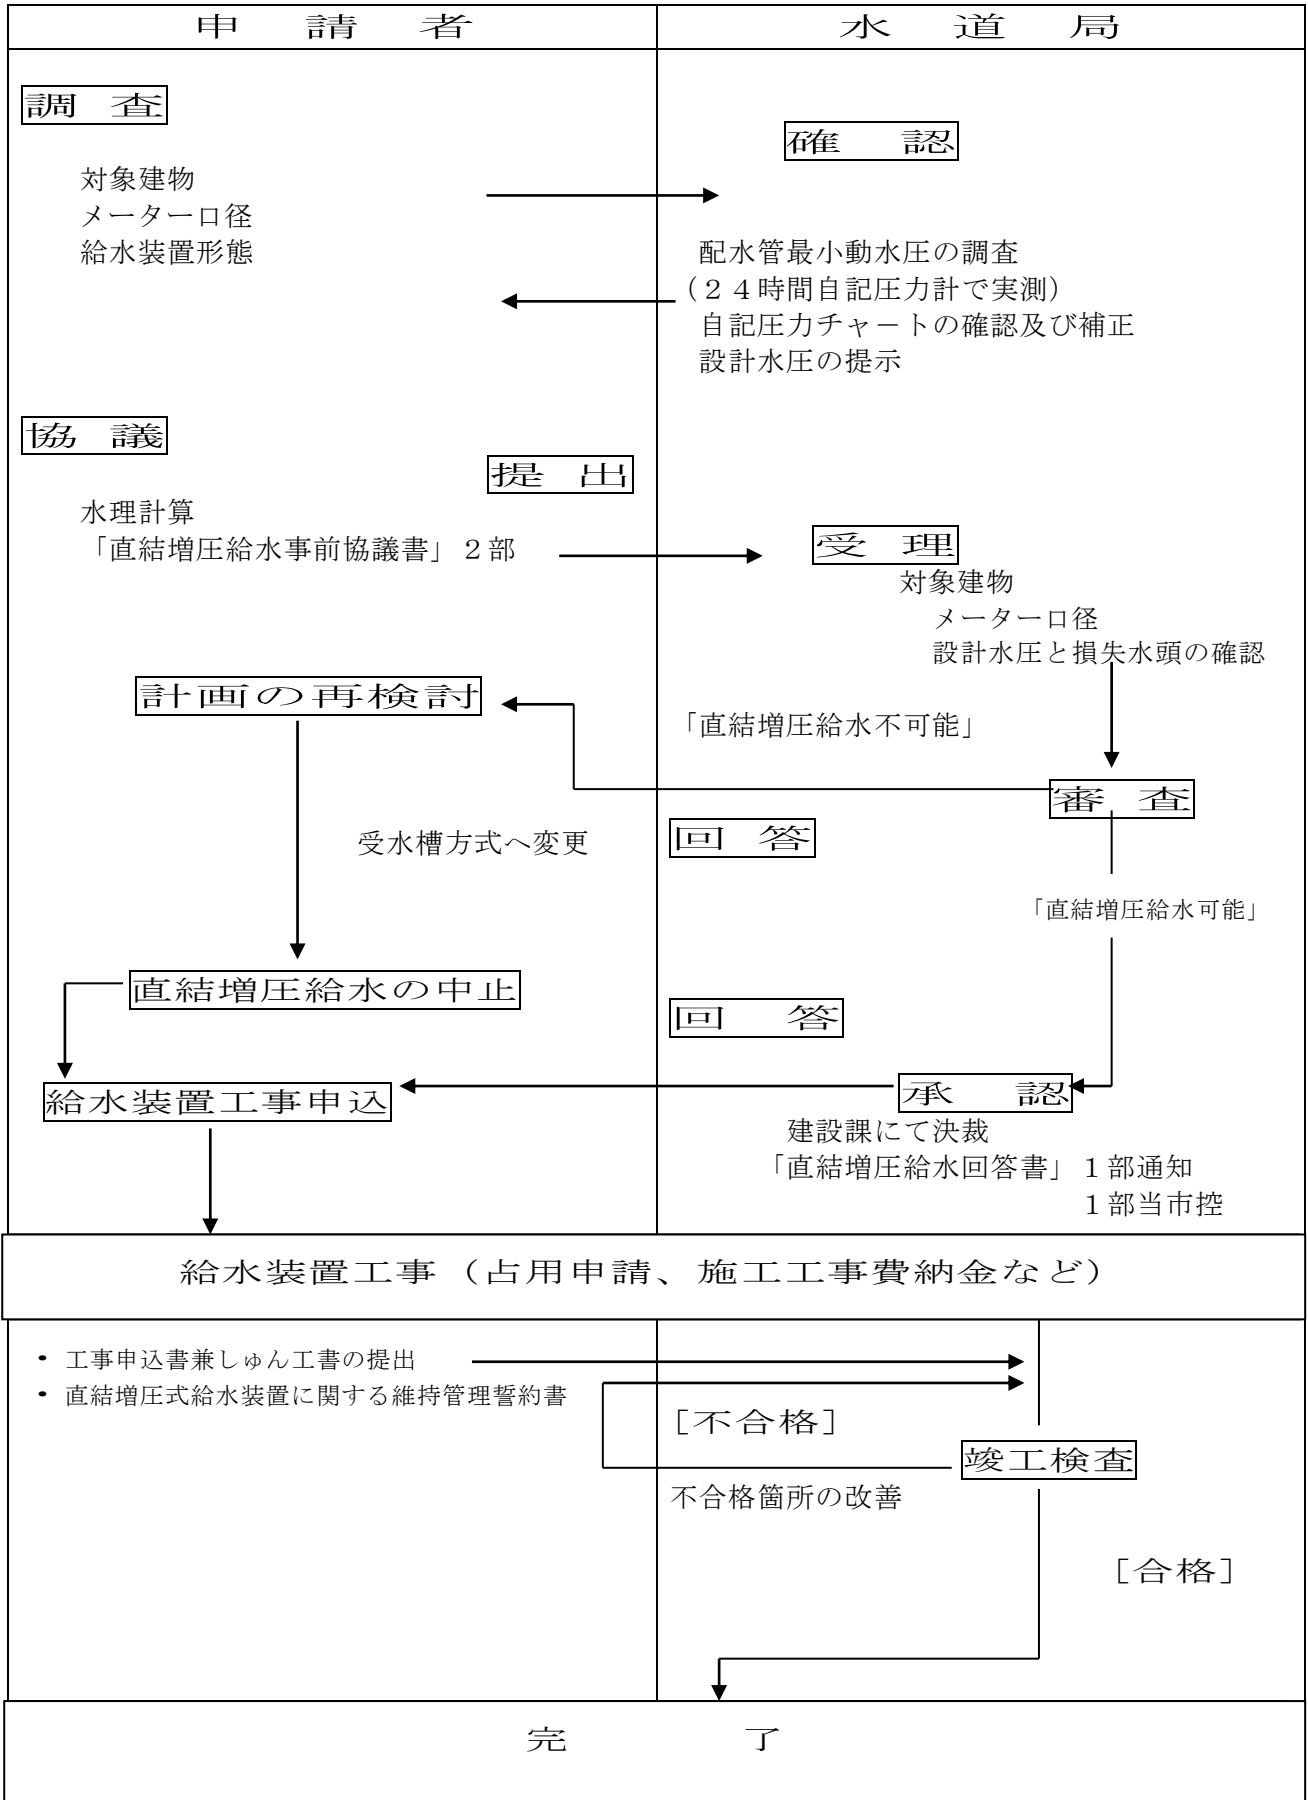 申　請　者
水　道　局
調　査
確　認
対象建物
メーター口径
給水装置形態
配水管最小動水圧の調査
（２４時間自記圧力計で実測）
自記圧力チャ－トの確認及び補正
設計水圧の提示
協　議
提　出
水理計算
「直結増圧給水事前協議書」２部
受　理
対象建物
メーター口径
設計水圧と損失水頭の確認
計画の再検討
「直結増圧給水不可能」
審　査
回　答
受水槽方式へ変更
「直結増圧給水可能」
直結増圧給水の中止
回　答
給水装置工事申込
承　認
建設課にて決裁
「直結増圧給水回答書」１部通知
１部当市控
給水装置工事（占用申請、施工工事費納金など）
・ 工事申込書兼しゅん工書の提出
・ 直結増圧式給水装置に関する維持管理誓約書
［不合格］
竣工検査
不合格箇所の改善
［合格］
完　了